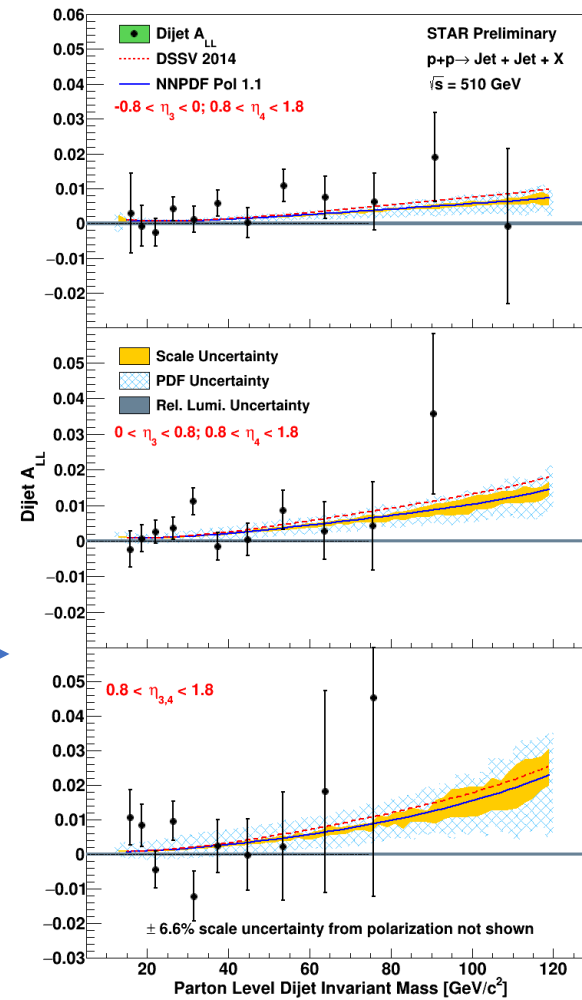 0.06
0.05
0.04
0.03
0.02
0.01
0
−0.01
−0.02
Dijet A_LL
DSSV 2014
NNPDF Pol 1.1
-0.8 < η_3 < 0; 0.8 < η_4 < 1.8
STAR Preliminary
p+p→ Jet + Jet + X
√s = 510 GeV
0.05
0.04
0.03
0.02
0.01
0
−0.01
−0.02
Scale Uncertainty
PDF Uncertainty
Rel. Lumi. Uncertainty
0 < η_3 < 0.8; 0.8 < η_4 < 1.8
Dijet A_LL
0.05
0.04
0.03
0.02
0.01
0
−0.01
−0.02
−0.03
0.8 < η_3,4 < 1.8
± 6.6% scale uncertainty from polarization not shown
20 40 60 80 100 120
Parton Level Dijet Invariant Mass [GeV/c²]